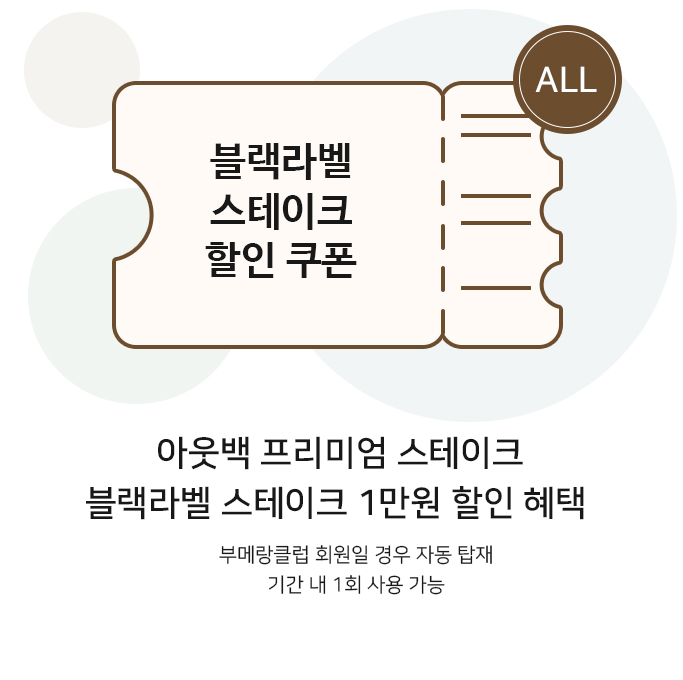 ALL
블랙라벨
스테이크
할인 쿠폰
아웃백 프리미엄 스테이크
블랙라벨 스테이크 1만원 할인 혜택
부메랑클럽 회원일 경우 자동 탑재
기간 내 1회 사용 가능